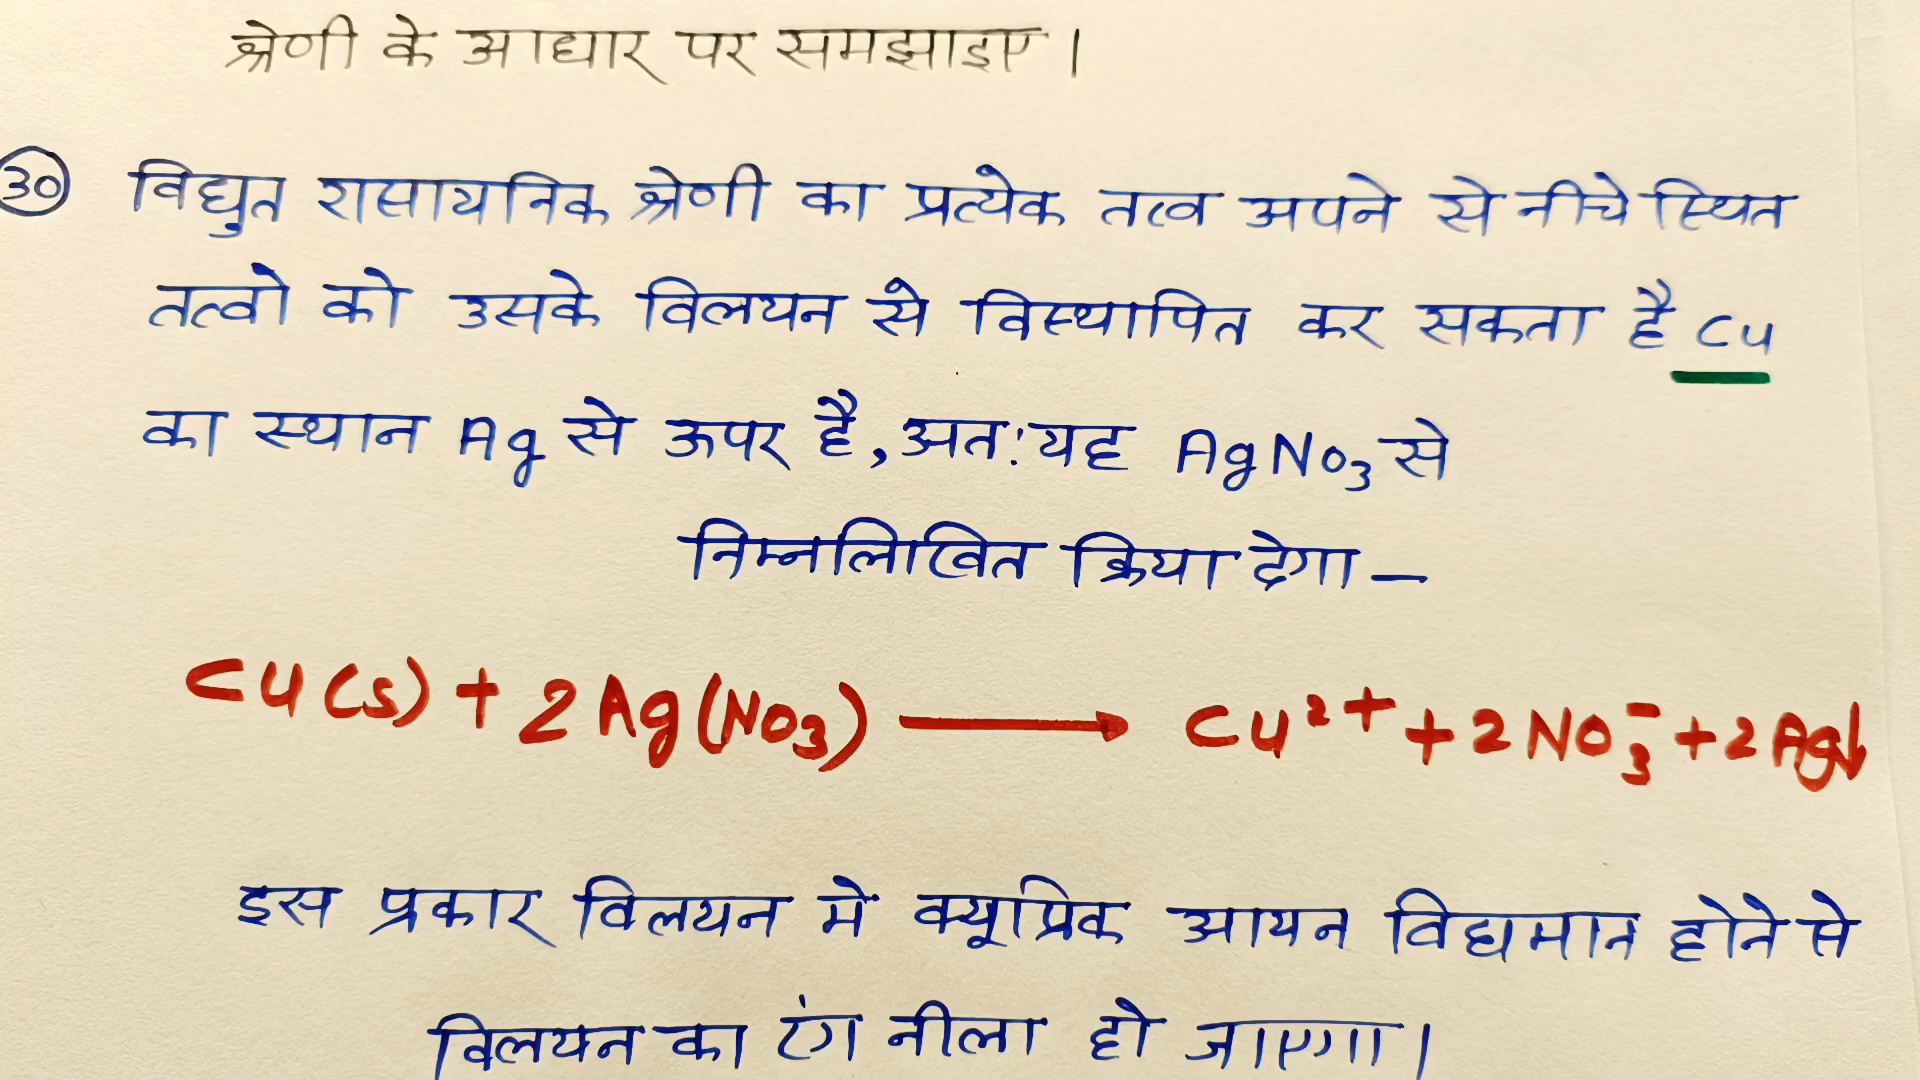 श्रेणी के आधार पर समझाइए ।
उ० विद्युत रासायनिक श्रेणी का प्रत्येक तत्व अपने से नीचे स्थित
तत्वो को उसके विलयन से विस्थापित कर सकता है Cu
का स्थान Ag से ऊपर है, अत: यह AgNO₃ से
निम्नलिखित क्रिया देगा —
Cu(s) + 2Ag(NO₃) ⟶ Cu²⁺ + 2NO₃⁻ + 2Ag↓
इस प्रकार विलयन मे क्यूप्रिक आयन विद्यमान होने से
विलयन का रंग नीला हो जाएगा ।